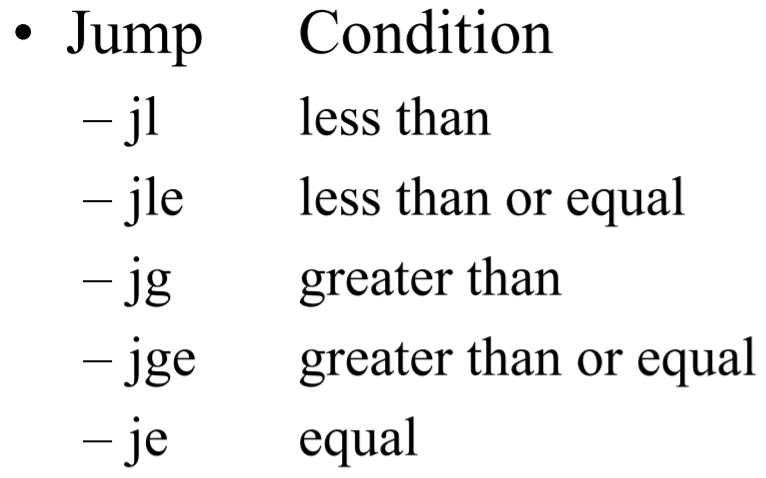 • Jump Condition
– jl less than
– jle less than or equal
– jg greater than
– jge greater than or equal
– je equal